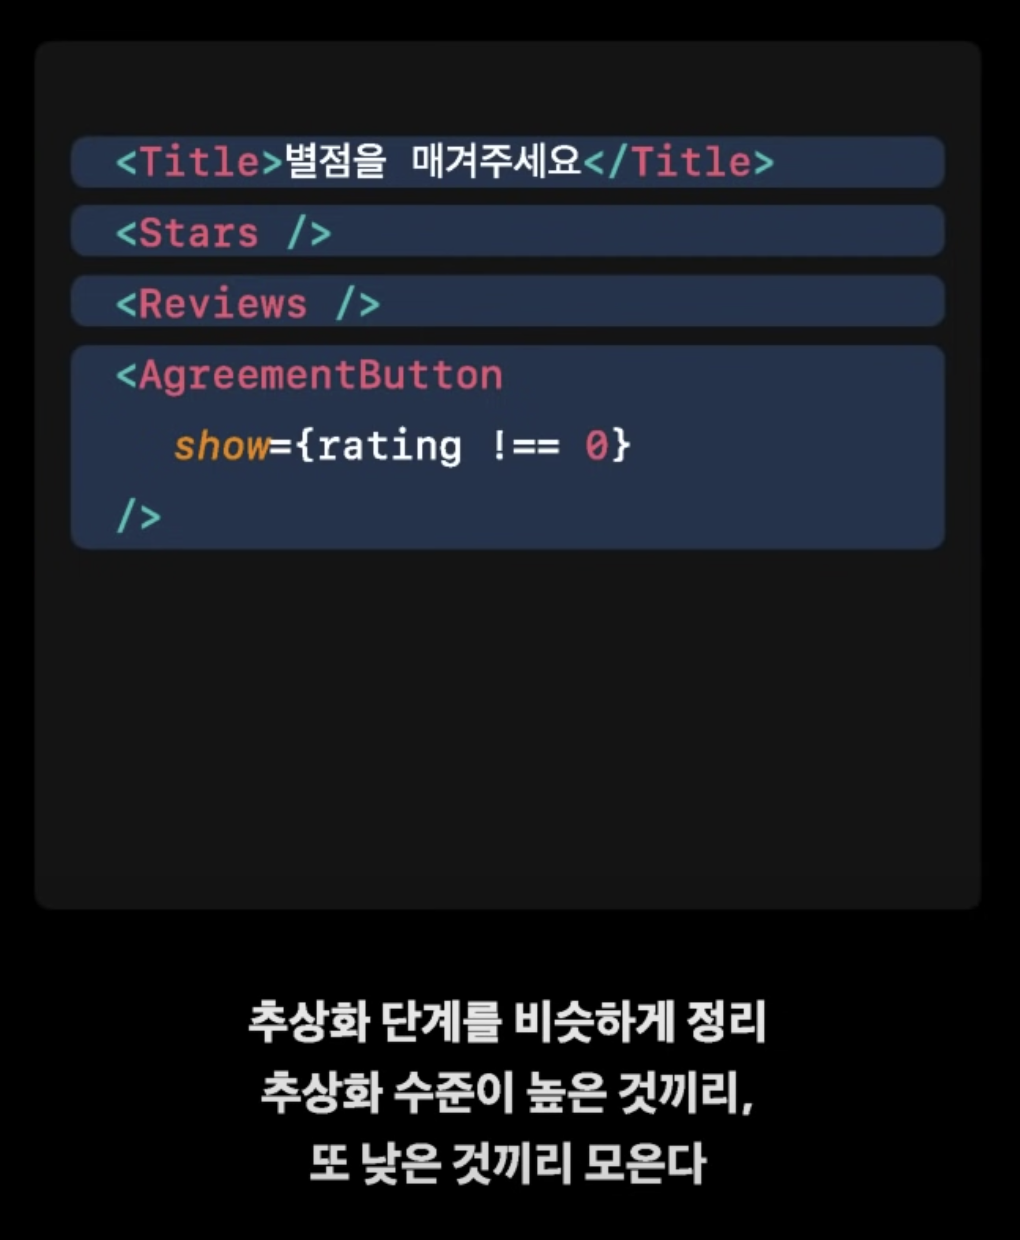 <Title>별점을 매겨주세요</Title>
<Stars />
<Reviews />
<AgreementButton
show={rating !== 0}
/>
추상화 단계를 비슷하게 정리
추상화 수준이 높은 것끼리,
또 낮은 것끼리 모은다